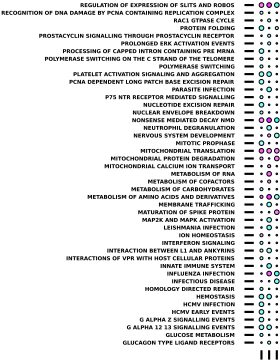 REGULATION OF EXPRESSION OF SLITS AND ROBOS
RECOGNITION OF DNA DAMAGE BY PCNA CONTAINING REPLICATION COMPLEX
RAC1 GTPASE CYCLE
PROTEIN FOLDING
PROSTACYCLIN SIGNALLING THROUGH PROSTACYCLIN RECEPTOR
PROLONGED ERK ACTIVATION EVENTS
PROCESSING OF CAPPED INTRON CONTAINING PRE MRNA
POLYMERASE SWITCHING ON THE C STRAND OF THE TELOMERE
POLYMERASE SWITCHING
PLATELET ACTIVATION SIGNALING AND AGGREGATION
PCNA DEPENDENT LONG PATCH BASE EXCISION REPAIR
PARASITE INFECTION
P75 NTR RECEPTOR MEDIATED SIGNALLING
NUCLEOTIDE EXCISION REPAIR
NUCLEAR ENVELOPE BREAKDOWN
NONSENSE MEDIATED DECAY NMD
NEUTROPHIL DEGRANULATION
NERVOUS SYSTEM DEVELOPMENT
MITOTIC PROPHASE
MITOCHONDRIAL TRANSLATION
MITOCHONDRIAL PROTEIN DEGRADATION
MITOCHONDRIAL CALCIUM ION TRANSPORT
METABOLISM OF RNA
METABOLISM OF COFACTORS
METABOLISM OF CARBOHYDRATES
METABOLISM OF AMINO ACIDS AND DERIVATIVES
MEMBRANE TRAFFICKING
MATURATION OF SPIKE PROTEIN
MAP2K AND MAPK ACTIVATION
LEISHMANIA INFECTION
ION HOMEOSTASIS
INTERFERON SIGNALING
INTERACTION BETWEEN L1 AND ANKYRINS
INTERACTIONS OF VPR WITH HOST CELLULAR PROTEINS
INNATE IMMUNE SYSTEM
INFLUENZA INFECTION
INFECTIOUS DISEASE
HOMOLOGY DIRECTED REPAIR
HEMOSTASIS
HCMV INFECTION
HCMV EARLY EVENTS
G ALPHA Z SIGNALLING EVENTS
G ALPHA 12 13 SIGNALLING EVENTS
GLUCOSE METABOLISM
GLUCAGON TYPE LIGAND RECEPTORS